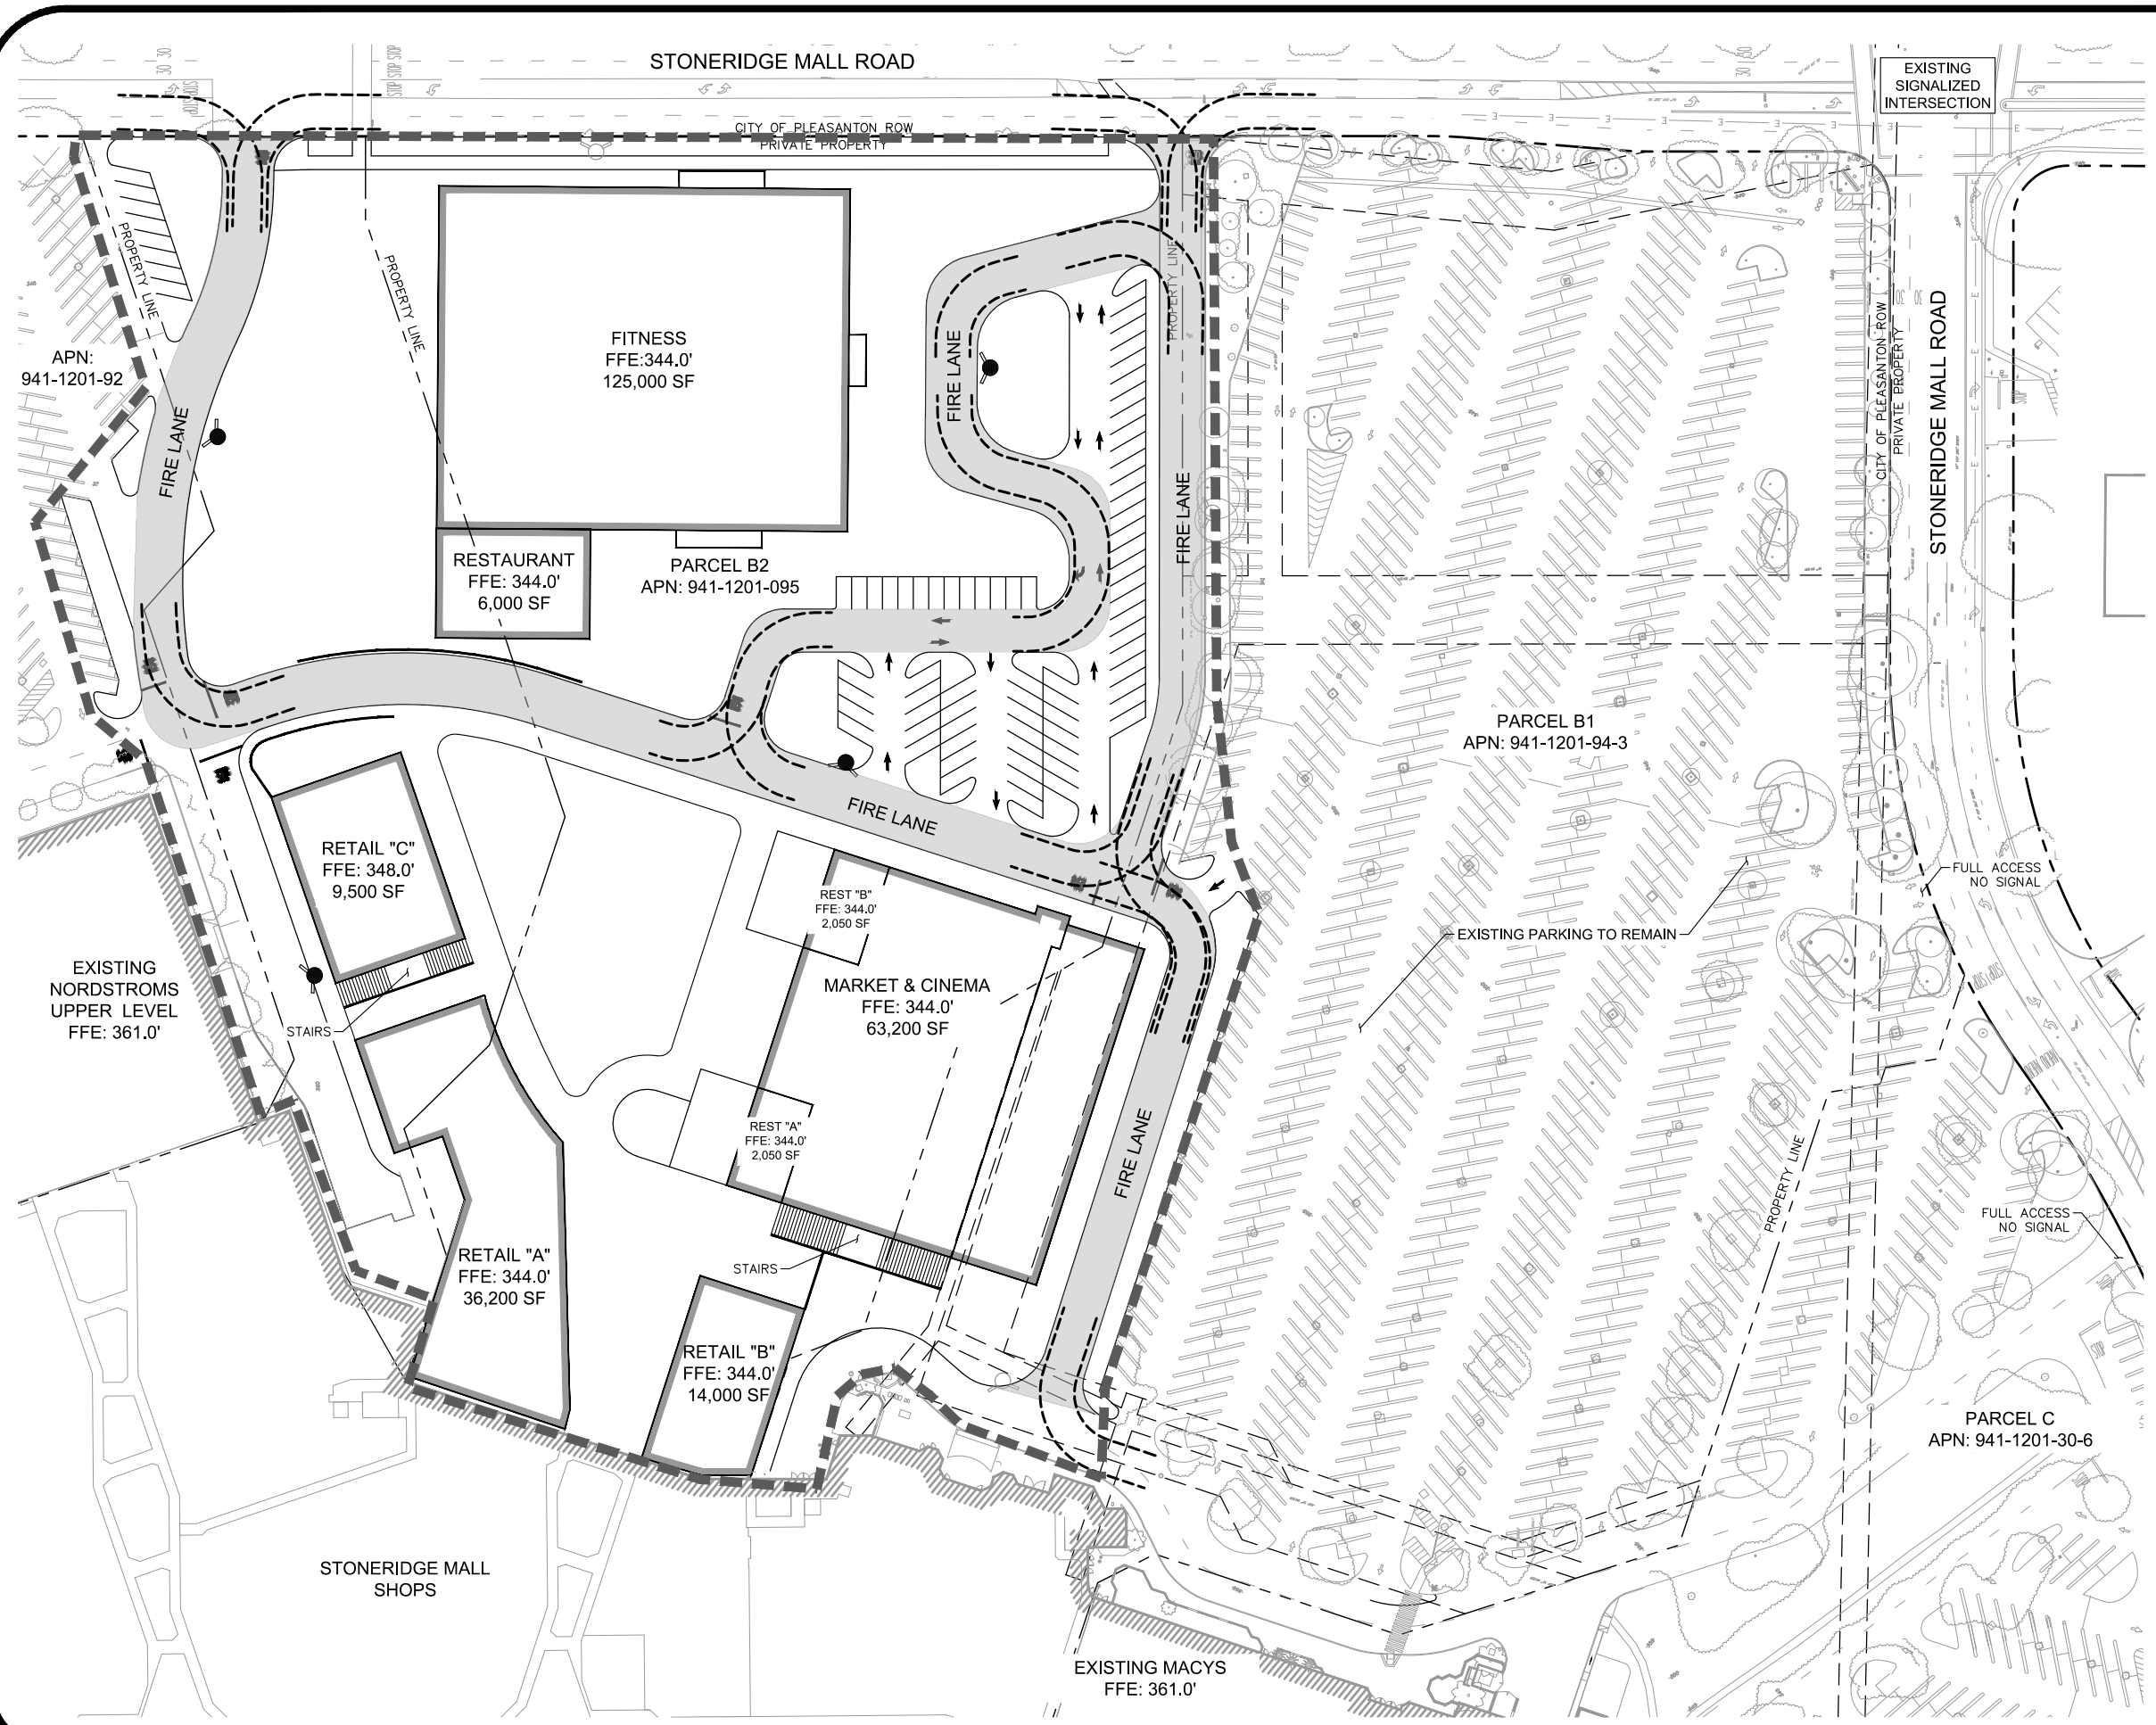 STONERIDGE MALL ROAD
EXISTING
SIGNALIZED
INTERSECTION
CITY OF PLEASANTON ROW
PRIVATE PROPERTY
PROPERTY LINE
PROPERTY LINE
PROPERTY LINE
APN:
941-1201-92
FITNESS
FFE:344.0'
125,000 SF
FIRE LANE
FIRE LANE
FIRE LANE
CITY OF PLEASANTON ROW
PRIVATE PROPERTY
STONERIDGE MALL ROAD
RESTAURANT
FFE: 344.0'
6,000 SF
PARCEL B2
APN: 941-1201-095
PARCEL B1
APN: 941-1201-94-3
FIRE LANE
RETAIL "C"
FFE: 348.0'
9,500 SF
REST "B"
FFE: 344.0'
2,050 SF
FULL ACCESS
NO SIGNAL
EXISTING PARKING TO REMAIN
EXISTING
NORDSTROMS
UPPER LEVEL
FFE: 361.0'
MARKET & CINEMA
FFE: 344.0'
63,200 SF
STAIRS
REST "A"
FFE: 344.0'
2,050 SF
FIRE LANE
PROPERTY LINE
FULL ACCESS
NO SIGNAL
RETAIL "A"
FFE: 344.0'
36,200 SF
STAIRS
RETAIL "B"
FFE: 344.0'
14,000 SF
PARCEL C
APN: 941-1201-30-6
STONERIDGE MALL
SHOPS
EXISTING MACYS
FFE: 361.0'